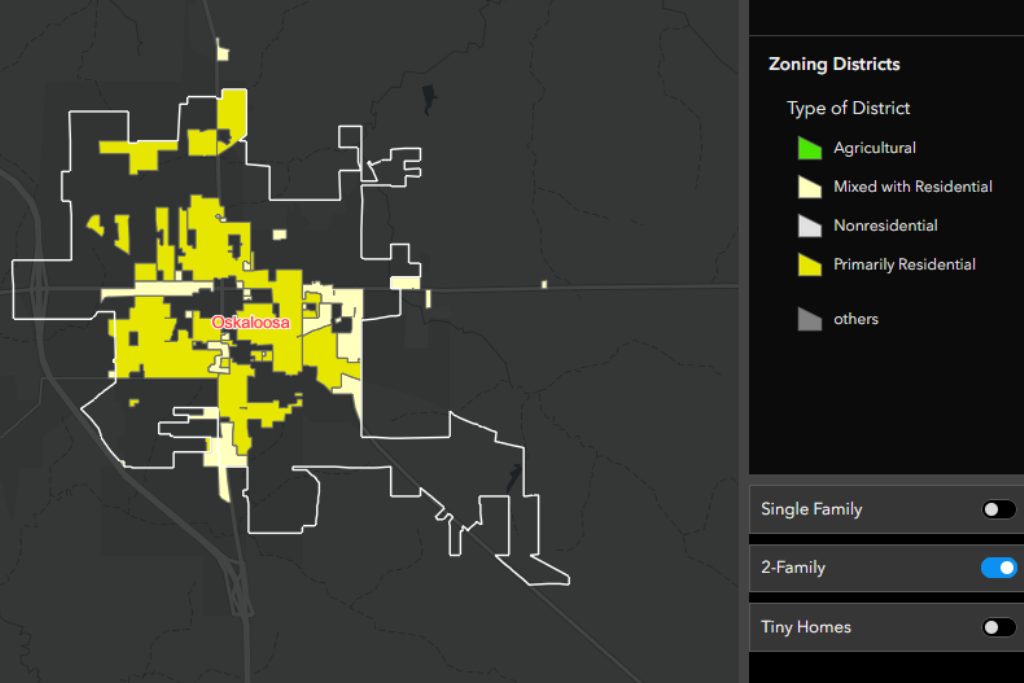 Zoning Districts
Type of District
Agricultural
Mixed with Residential
Nonresidential
Primarily Residential
others
Oskaloosa
Single Family
2-Family
Tiny Homes